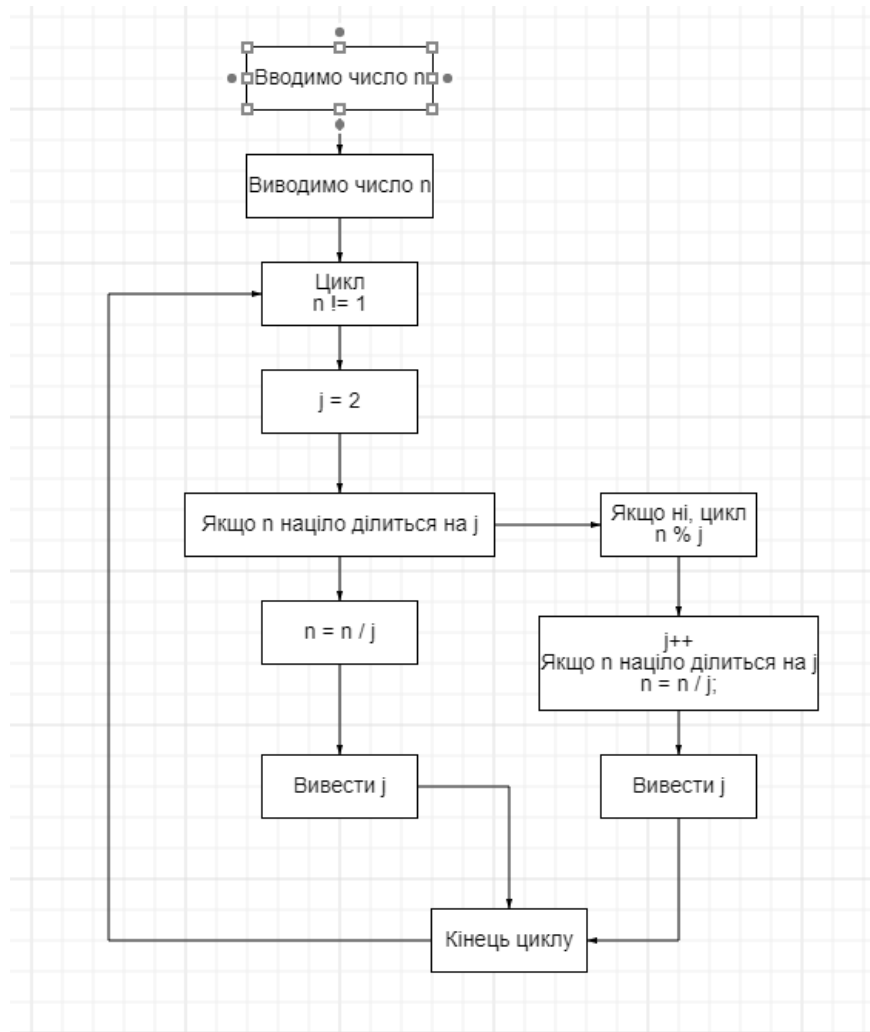 Вводимо число n
Виводимо число n
Цикл
n != 1
j = 2
Якщо n націло ділиться на j
Якщо ні, цикл
n % j
n = n / j
j++
Якщо n націло ділиться на j
n = n / j;
Вивести j
Вивести j
Кінець циклу